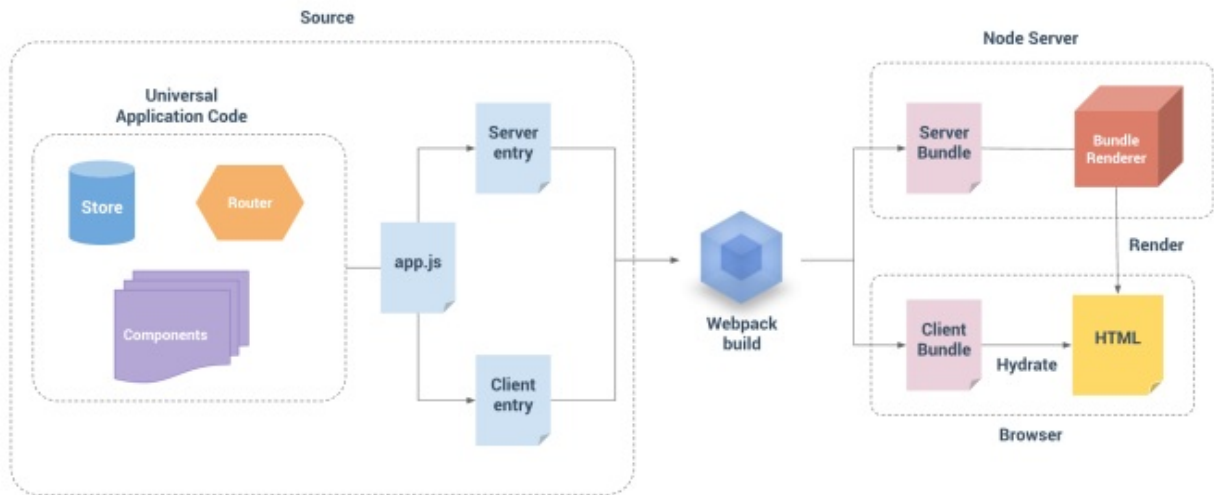 Source
Universal
Application Code
Store
Router
Components
app.js
Server
entry
Client
entry
Webpack
build
Node Server
Server
Bundle
Bundle
Renderer
Render
Client
Bundle
Hydrate
HTML
Browser